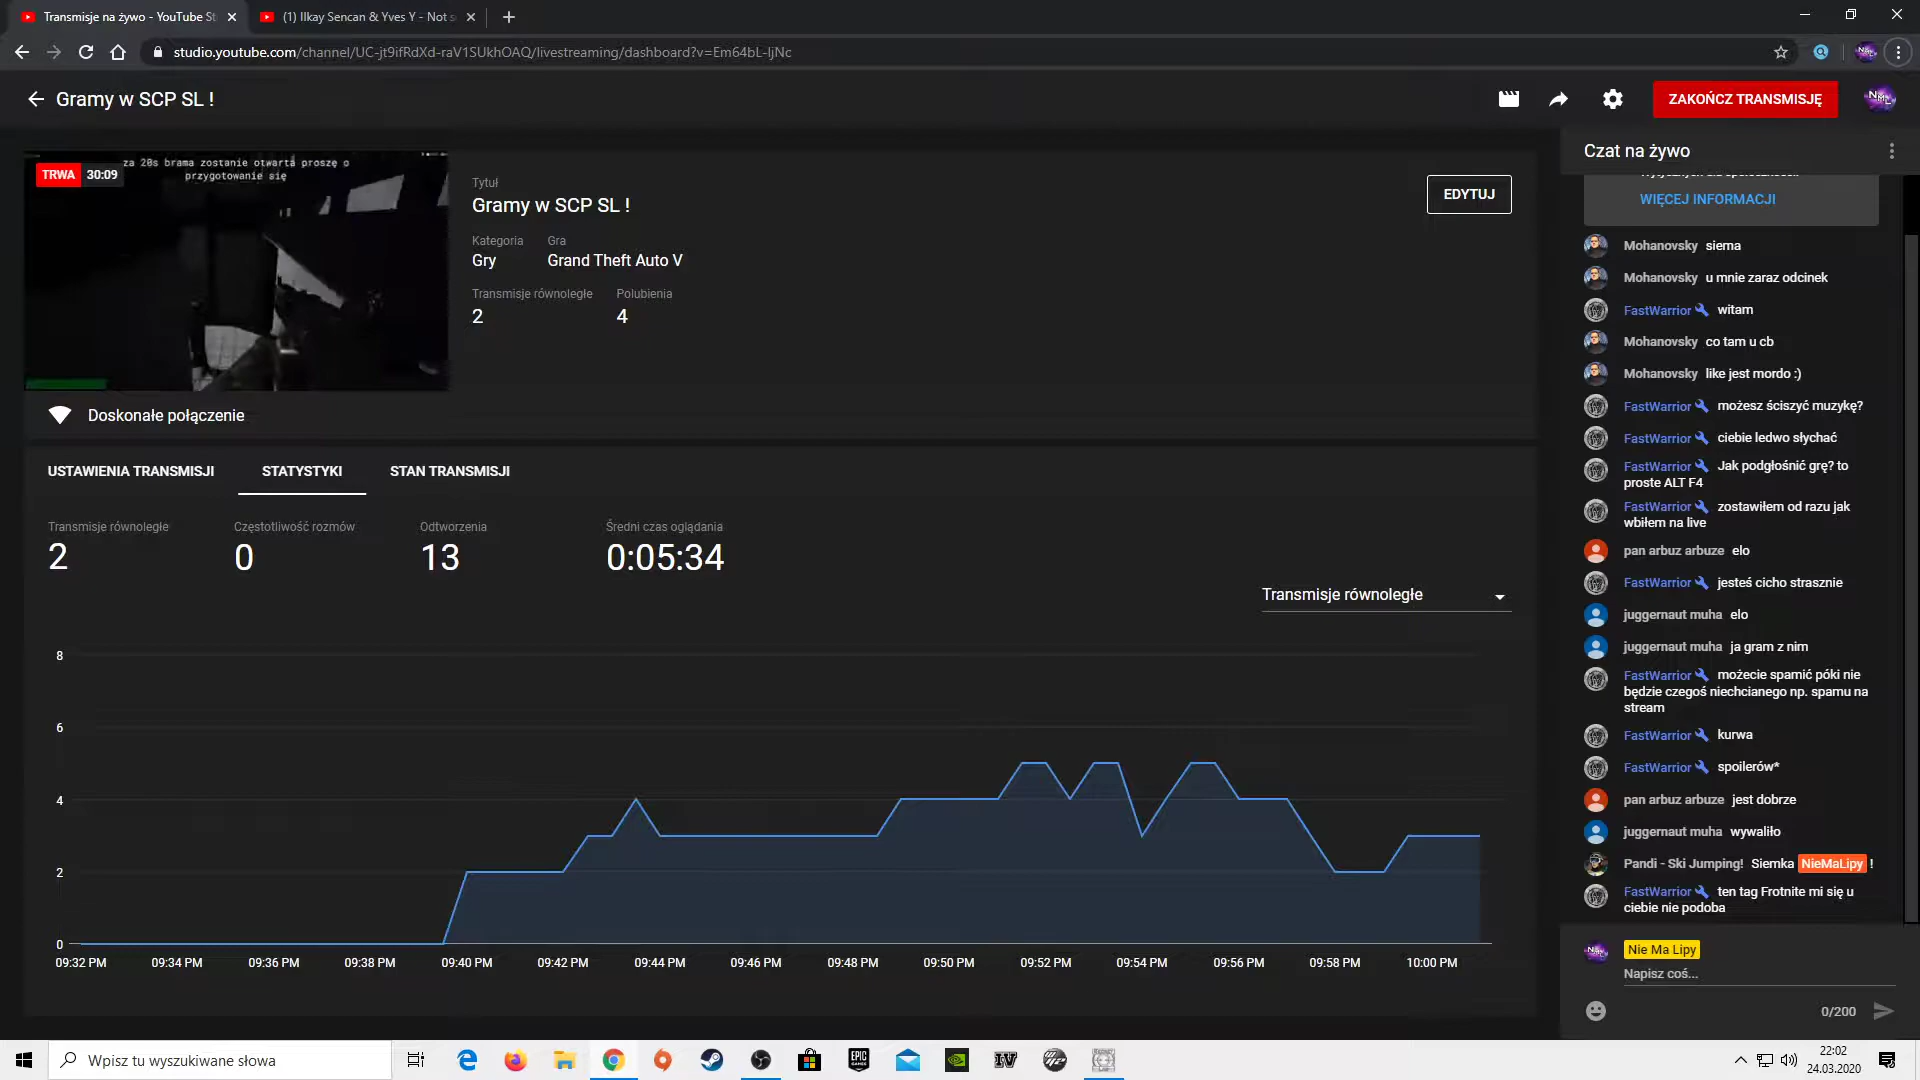 Transmisje na żywo - YouTube St
(1) Ilkay Sencan & Yves Y - Not s
studio.youtube.com/channel/UC-jt9ifRdXd-raV1SUkhOAQ/livestreaming/dashboard?v=Em64bL-ljNc
Gramy w SCP SL !
ZAKOŃCZ TRANSMISJĘ
NML
TRWA 30:09
za 20s brama zostanie otwarta proszę o
przygotowanie się
Tytuł
Gramy w SCP SL !
EDYTUJ
Kategoria Gra
Gry Grand Theft Auto V
Transmisje równoległe Polubienia
2 4
Doskonałe połączenie
USTAWIENIA TRANSMISJI STATYSTYKI STAN TRANSMISJI
Transmisje równoległe Częstotliwość rozmów Odtworzenia Średni czas oglądania
2 0 13 0:05:34
Transmisje równoległe
8
6
4
2
0
09:32 PM 09:34 PM 09:36 PM 09:38 PM 09:40 PM 09:42 PM 09:44 PM 09:46 PM 09:48 PM 09:50 PM 09:52 PM 09:54 PM 09:56 PM 09:58 PM 10:00 PM
Czat na żywo
WIĘCEJ INFORMACJI
Mohanovsky siema
Mohanovsky u mnie zaraz odcinek
FastWarrior witam
Mohanovsky co tam u cb
Mohanovsky like jest mordo :)
FastWarrior możesz ściszyć muzykę?
FastWarrior ciebie ledwo słychać
FastWarrior Jak podgłośnić grę? to
proste ALT F4
FastWarrior zostawiłem od razu jak
wbiłem na live
pan arbuz arbuze elo
FastWarrior jesteś cicho strasznie
juggernaut muha elo
juggernaut muha ja gram z nim
FastWarrior możecie spamić póki nie
będzie czegoś niechcianego np. spamu na
stream
FastWarrior kurwa
FastWarrior spoilerów*
pan arbuz arbuze jest dobrze
juggernaut muha wywaliło
Pandi - Ski Jumping! Siemka NieMaLipy !
FastWarrior ten tag Frotnite mi się u
ciebie nie podoba
Nie Ma Lipy
Napisz coś...
0/200
Wpisz tu wyszukiwane słowa
EPIC GAMES
IV
22:02
24.03.2020